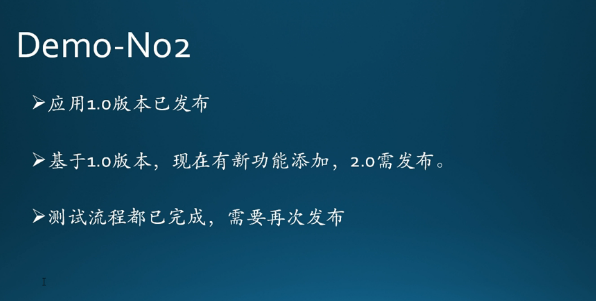 Demo-No2
➢应用1.0版本已发布
➢基于1.0版本，现在有新功能添加，2.0需发布。
➢测试流程都已完成，需要再次发布